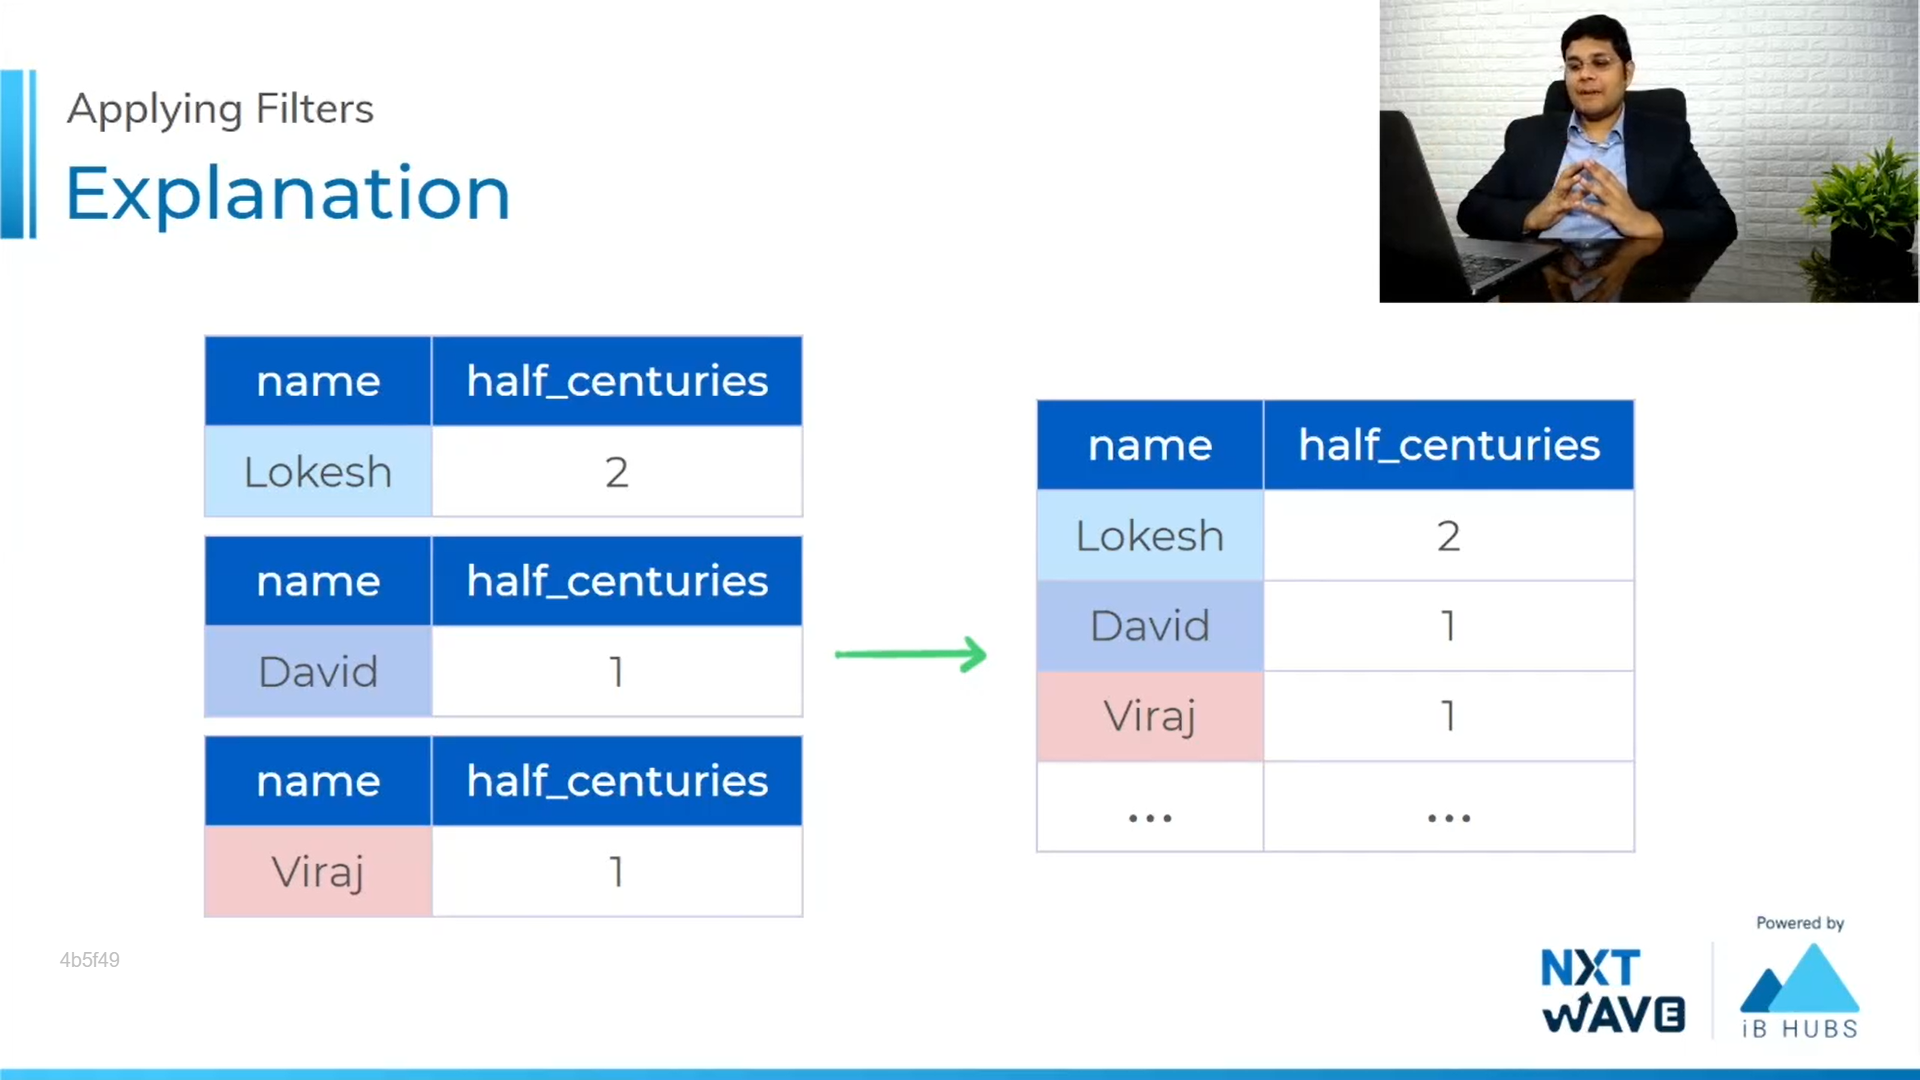 Applying Filters
Explanation
name half_centuries
Lokesh 2
name half_centuries
David 1
name half_centuries
Viraj 1
name half_centuries
Lokesh 2
David 1
Viraj 1
... ...
4b5f49
Powered by
NXT
WAVE
iB HUBS